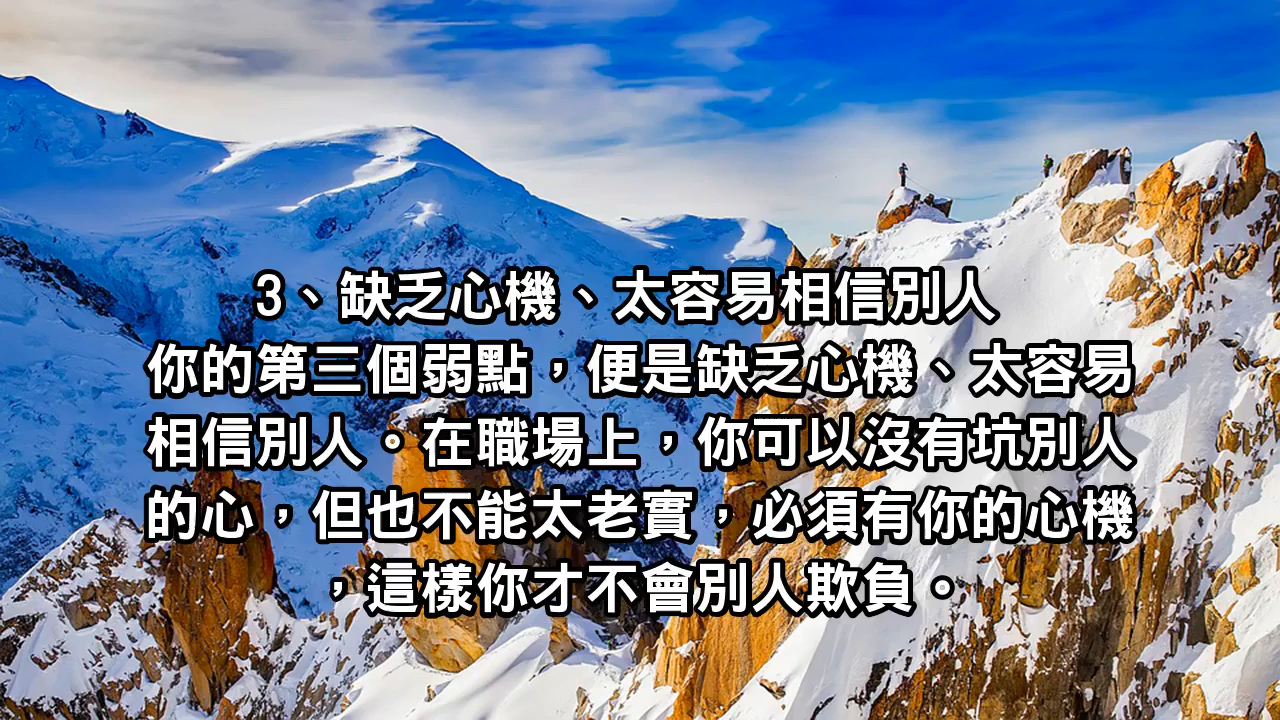 3、缺乏心機、太容易相信別人
你的第三個弱點，便是缺乏心機、太容易
相信別人。在職場上，你可以沒有坑別人
的心，但也不能太老實，必須有你的心機
，這樣你才不會別人欺負。